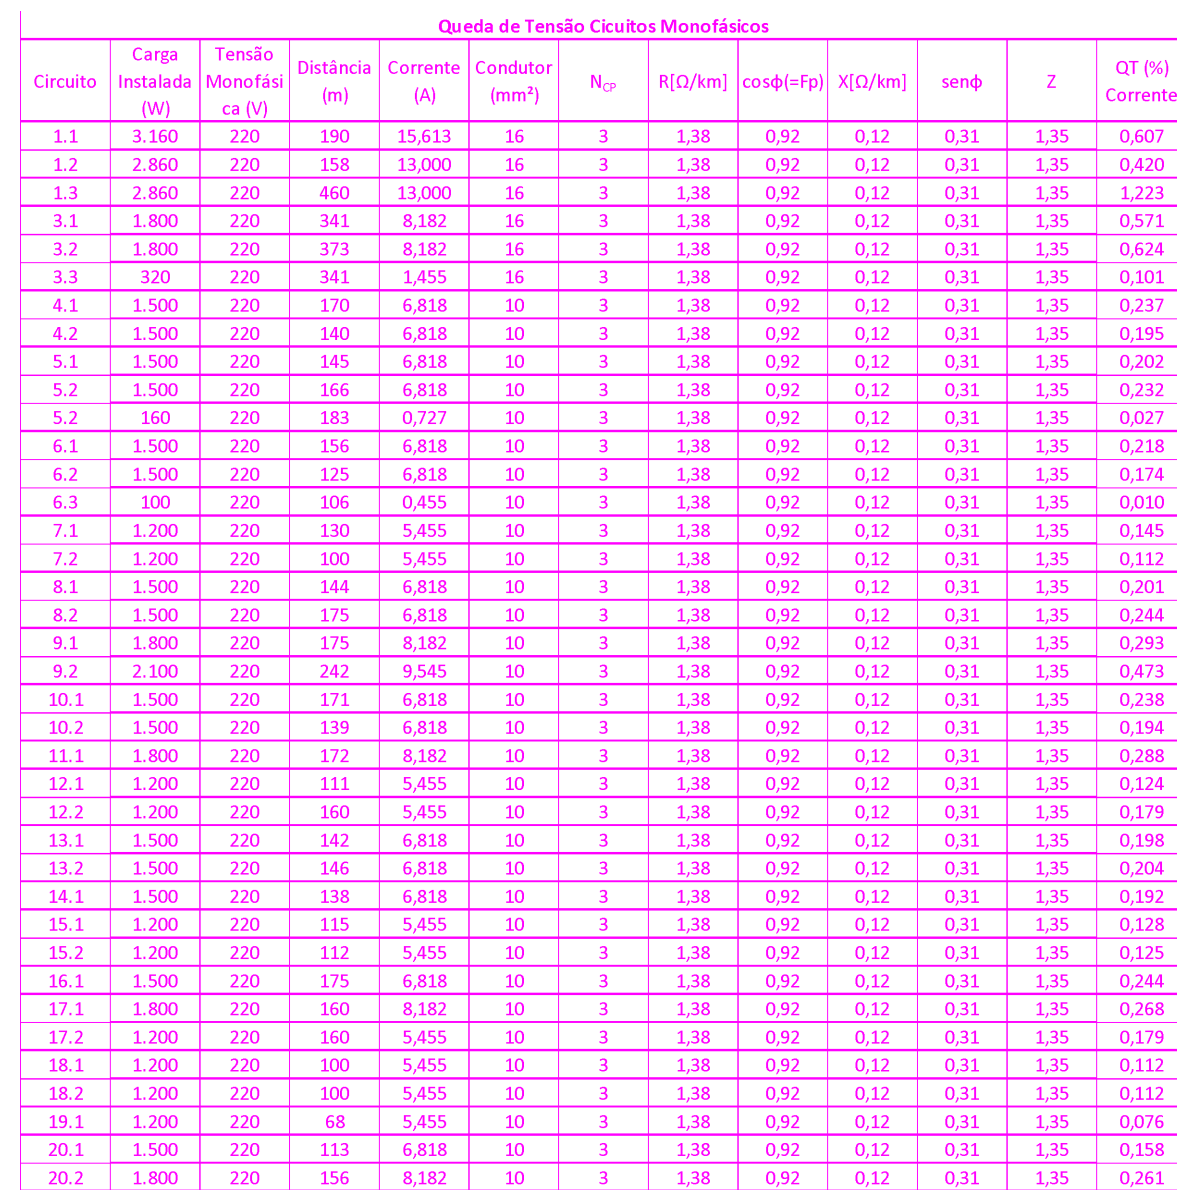 Queda de Tensão Cicuitos Monofásicos
Circuito Carga Instalada (W) Tensão Monofási ca (V) Distância (m) Corrente (A) Condutor (mm²) NCP R[Ω/km] cosϕ(=Fp) X[Ω/km] senϕ Z QT (%) Corrente
1.1 3.160 220 190 15,613 16 3 1,38 0,92 0,12 0,31 1,35 0,607
1.2 2.860 220 158 13,000 16 3 1,38 0,92 0,12 0,31 1,35 0,420
1.3 2.860 220 460 13,000 16 3 1,38 0,92 0,12 0,31 1,35 1,223
3.1 1.800 220 341 8,182 16 3 1,38 0,92 0,12 0,31 1,35 0,571
3.2 1.800 220 373 8,182 16 3 1,38 0,92 0,12 0,31 1,35 0,624
3.3 320 220 341 1,455 16 3 1,38 0,92 0,12 0,31 1,35 0,101
4.1 1.500 220 170 6,818 10 3 1,38 0,92 0,12 0,31 1,35 0,237
4.2 1.500 220 140 6,818 10 3 1,38 0,92 0,12 0,31 1,35 0,195
5.1 1.500 220 145 6,818 10 3 1,38 0,92 0,12 0,31 1,35 0,202
5.2 1.500 220 166 6,818 10 3 1,38 0,92 0,12 0,31 1,35 0,232
5.2 160 220 183 0,727 10 3 1,38 0,92 0,12 0,31 1,35 0,027
6.1 1.500 220 156 6,818 10 3 1,38 0,92 0,12 0,31 1,35 0,218
6.2 1.500 220 125 6,818 10 3 1,38 0,92 0,12 0,31 1,35 0,174
6.3 100 220 106 0,455 10 3 1,38 0,92 0,12 0,31 1,35 0,010
7.1 1.200 220 130 5,455 10 3 1,38 0,92 0,12 0,31 1,35 0,145
7.2 1.200 220 100 5,455 10 3 1,38 0,92 0,12 0,31 1,35 0,112
8.1 1.500 220 144 6,818 10 3 1,38 0,92 0,12 0,31 1,35 0,201
8.2 1.500 220 175 6,818 10 3 1,38 0,92 0,12 0,31 1,35 0,244
9.1 1.800 220 175 8,182 10 3 1,38 0,92 0,12 0,31 1,35 0,293
9.2 2.100 220 242 9,545 10 3 1,38 0,92 0,12 0,31 1,35 0,473
10.1 1.500 220 171 6,818 10 3 1,38 0,92 0,12 0,31 1,35 0,238
10.2 1.500 220 139 6,818 10 3 1,38 0,92 0,12 0,31 1,35 0,194
11.1 1.800 220 172 8,182 10 3 1,38 0,92 0,12 0,31 1,35 0,288
12.1 1.200 220 111 5,455 10 3 1,38 0,92 0,12 0,31 1,35 0,124
12.2 1.200 220 160 5,455 10 3 1,38 0,92 0,12 0,31 1,35 0,179
13.1 1.500 220 142 6,818 10 3 1,38 0,92 0,12 0,31 1,35 0,198
13.2 1.500 220 146 6,818 10 3 1,38 0,92 0,12 0,31 1,35 0,204
14.1 1.500 220 138 6,818 10 3 1,38 0,92 0,12 0,31 1,35 0,192
15.1 1.200 220 115 5,455 10 3 1,38 0,92 0,12 0,31 1,35 0,128
15.2 1.200 220 112 5,455 10 3 1,38 0,92 0,12 0,31 1,35 0,125
16.1 1.500 220 175 6,818 10 3 1,38 0,92 0,12 0,31 1,35 0,244
17.1 1.800 220 160 8,182 10 3 1,38 0,92 0,12 0,31 1,35 0,268
17.2 1.200 220 160 5,455 10 3 1,38 0,92 0,12 0,31 1,35 0,179
18.1 1.200 220 100 5,455 10 3 1,38 0,92 0,12 0,31 1,35 0,112
18.2 1.200 220 100 5,455 10 3 1,38 0,92 0,12 0,31 1,35 0,112
19.1 1.200 220 68 5,455 10 3 1,38 0,92 0,12 0,31 1,35 0,076
20.1 1.500 220 113 6,818 10 3 1,38 0,92 0,12 0,31 1,35 0,158
20.2 1.800 220 156 8,182 10 3 1,38 0,92 0,12 0,31 1,35 0,261